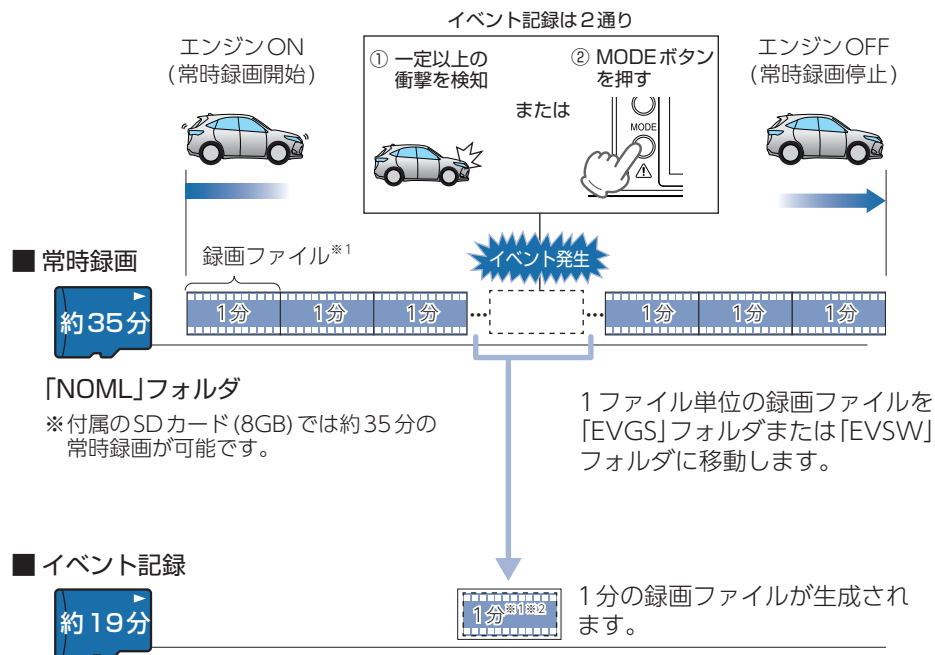 イベント記録は2通り
エンジンON
(常時録画開始)
① 一定以上の
衝撃を検知
または
② MODEボタン
を押す
MODE
エンジンOFF
(常時録画停止)
■ 常時録画
録画ファイル※1
イベント発生
約35分
1分
1分
1分
…
…
1分
1分
1分
「NOML」フォルダ
※付属のSDカード(8GB)では約35分の
常時録画が可能です。
1ファイル単位の録画ファイルを
「EVGS」フォルダまたは「EVSW」
フォルダに移動します。
■ イベント記録
約19分
1分※1※2
1分の録画ファイルが生成され
ます。